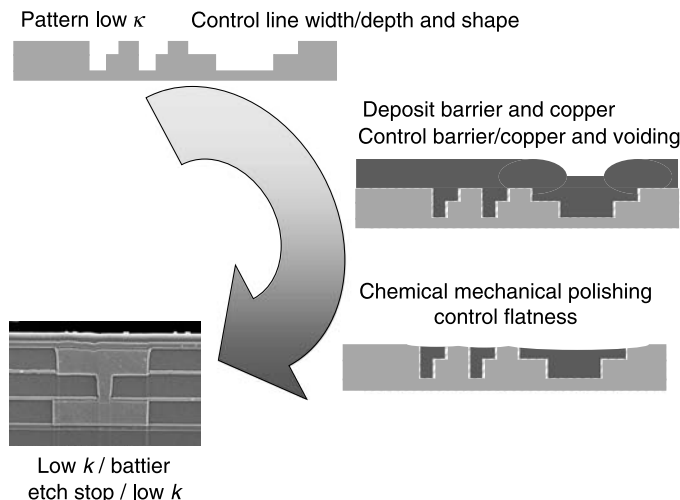 Pattern low κ
Control line width/depth and shape
Deposit barrier and copper
Control barrier/copper and voiding
Chemical mechanical polishing
control flatness
Low k / battier
etch stop / low k